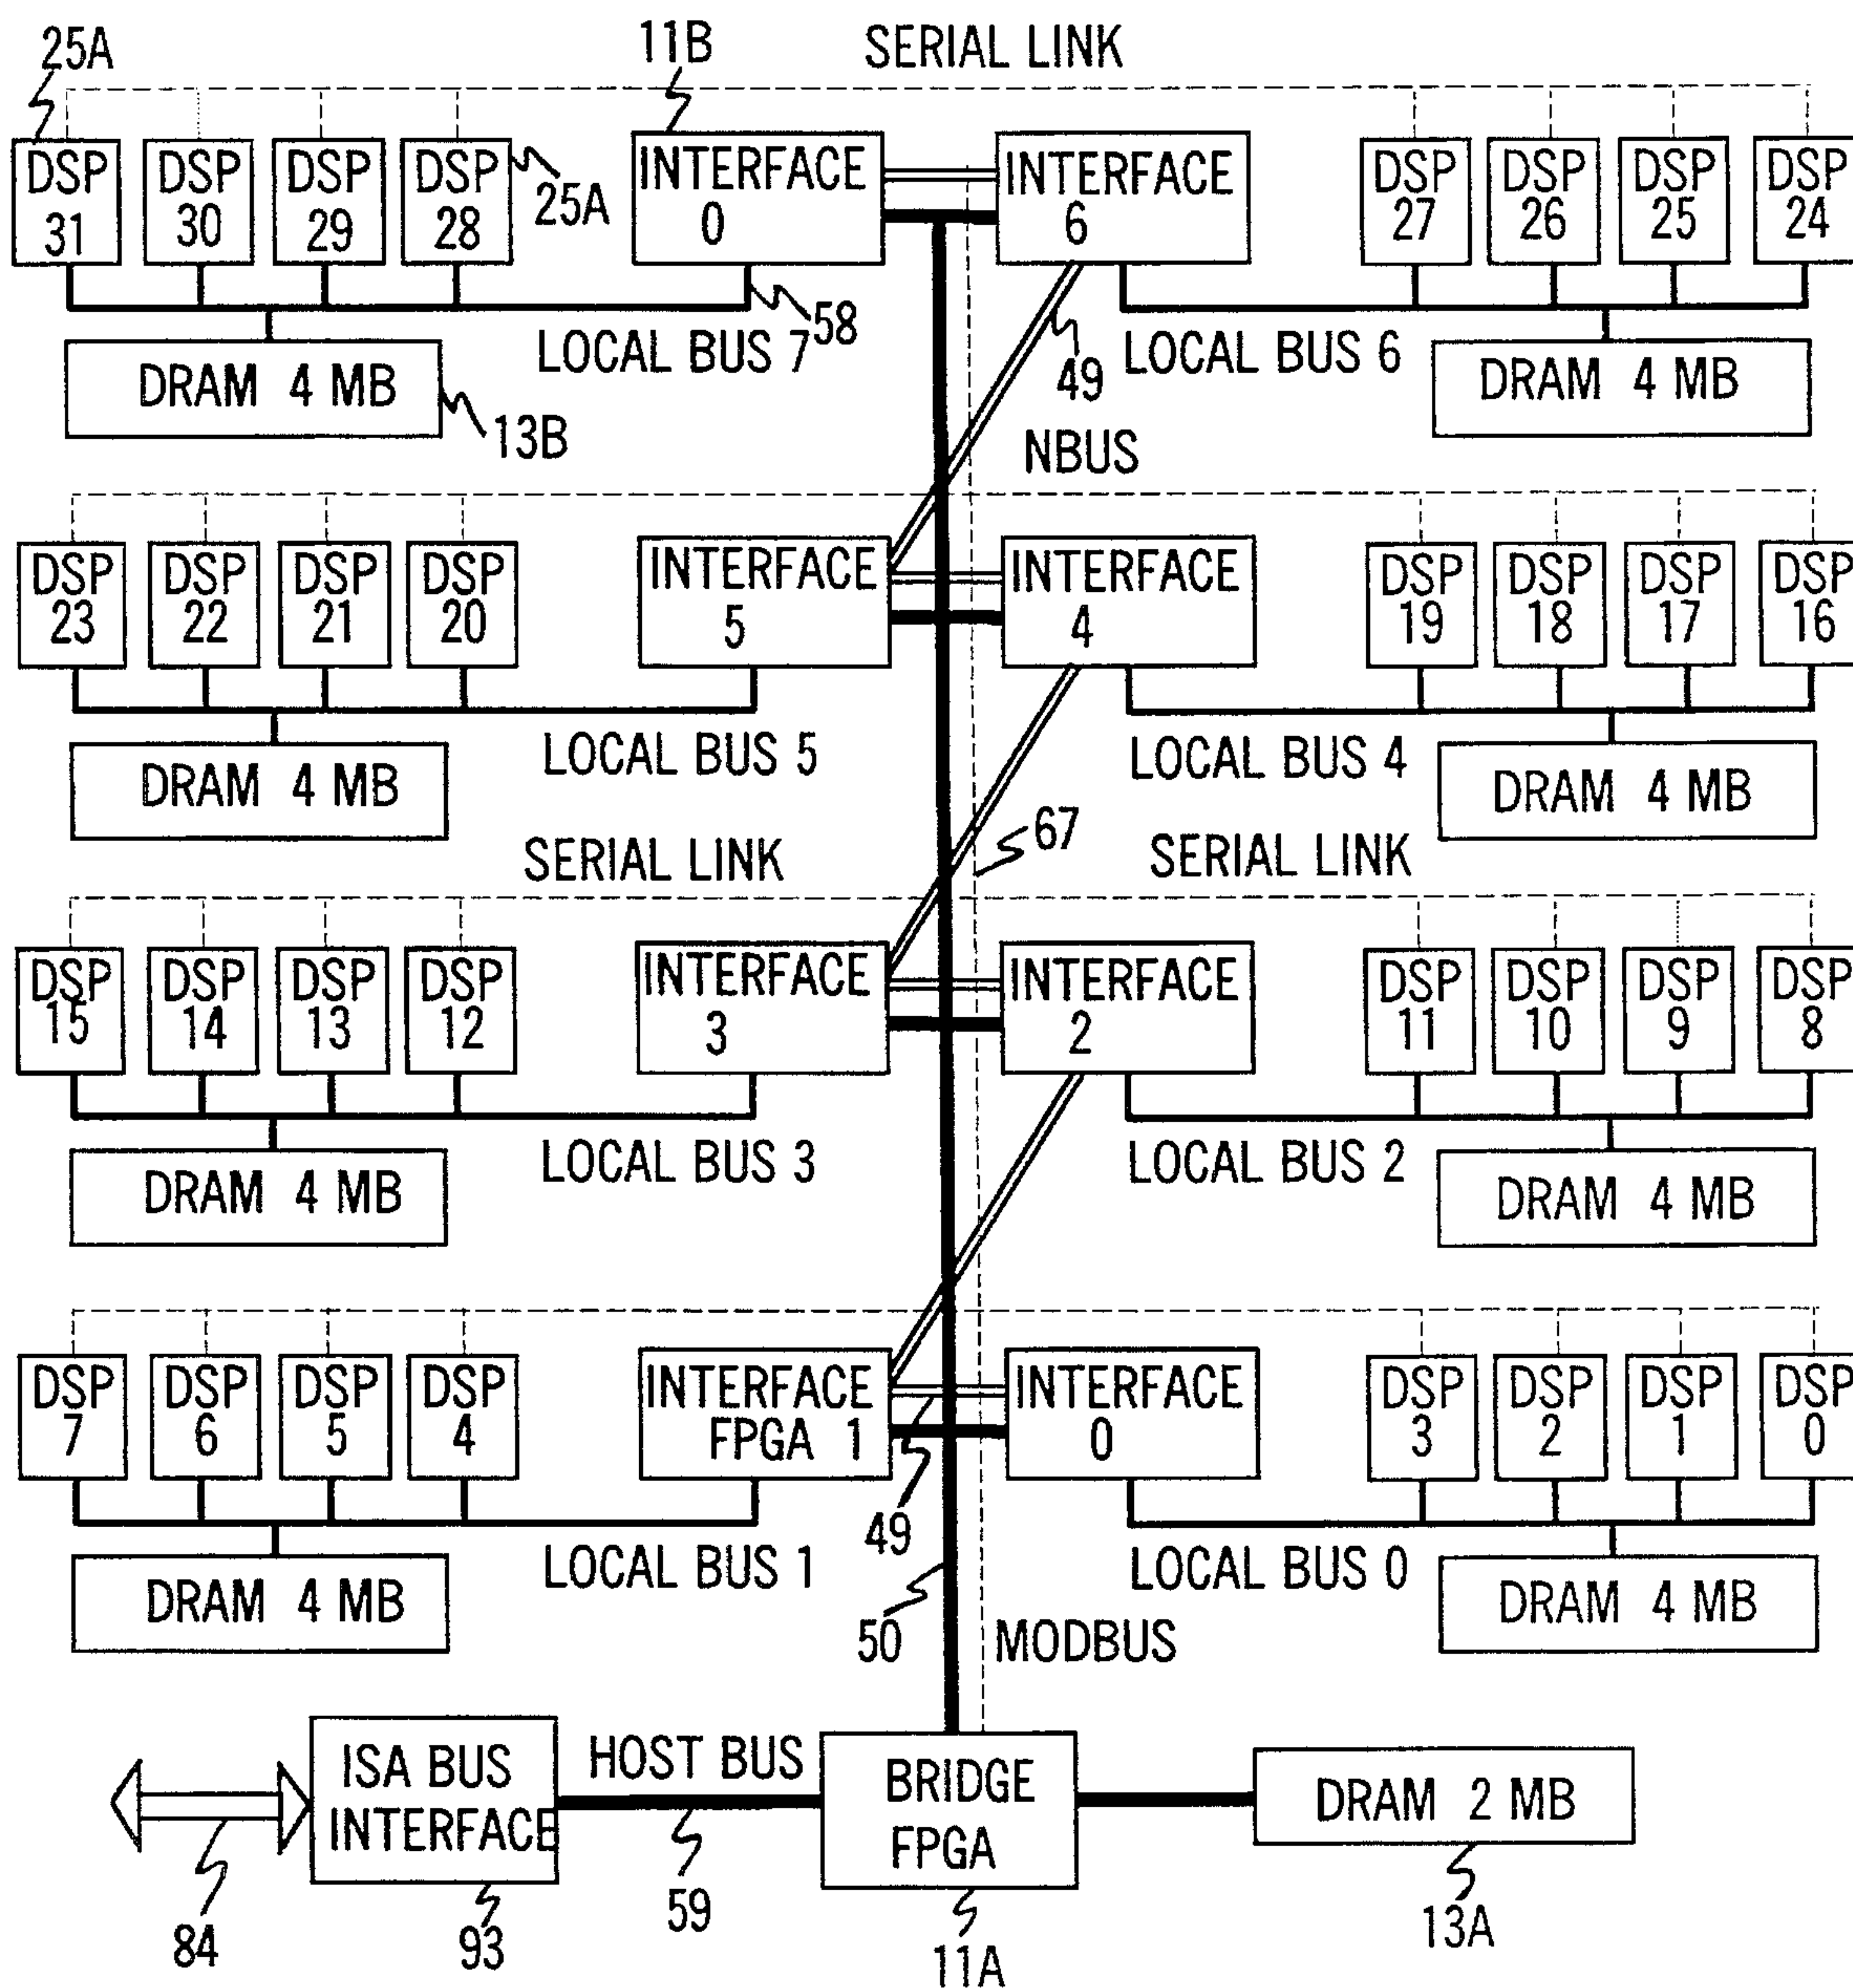 25A
11B
SERIAL LINK
DSP 31
DSP 30
DSP 29
DSP 28
25A
INTERFACE 0
INTERFACE 6
DSP 27
DSP 26
DSP 25
DSP 24
58
LOCAL BUS 7
49
LOCAL BUS 6
DRAM 4 MB
13B
DRAM 4 MB
NBUS
DSP 23
DSP 22
DSP 21
DSP 20
INTERFACE 5
INTERFACE 4
DSP 19
DSP 18
DSP 17
DSP 16
LOCAL BUS 5
LOCAL BUS 4
DRAM 4 MB
DRAM 4 MB
67
SERIAL LINK
SERIAL LINK
DSP 15
DSP 14
DSP 13
DSP 12
INTERFACE 3
INTERFACE 2
DSP 11
DSP 10
DSP 9
DSP 8
LOCAL BUS 3
LOCAL BUS 2
DRAM 4 MB
DRAM 4 MB
DSP 7
DSP 6
DSP 5
DSP 4
INTERFACE
FPGA 1
INTERFACE 0
DSP 3
DSP 2
DSP 1
DSP 0
49
LOCAL BUS 1
LOCAL BUS 0
DRAM 4 MB
DRAM 4 MB
50
MODBUS
ISA BUS
INTERFACE
HOST BUS
BRIDGE
FPGA
DRAM 2 MB
84
93
59
11A
13A